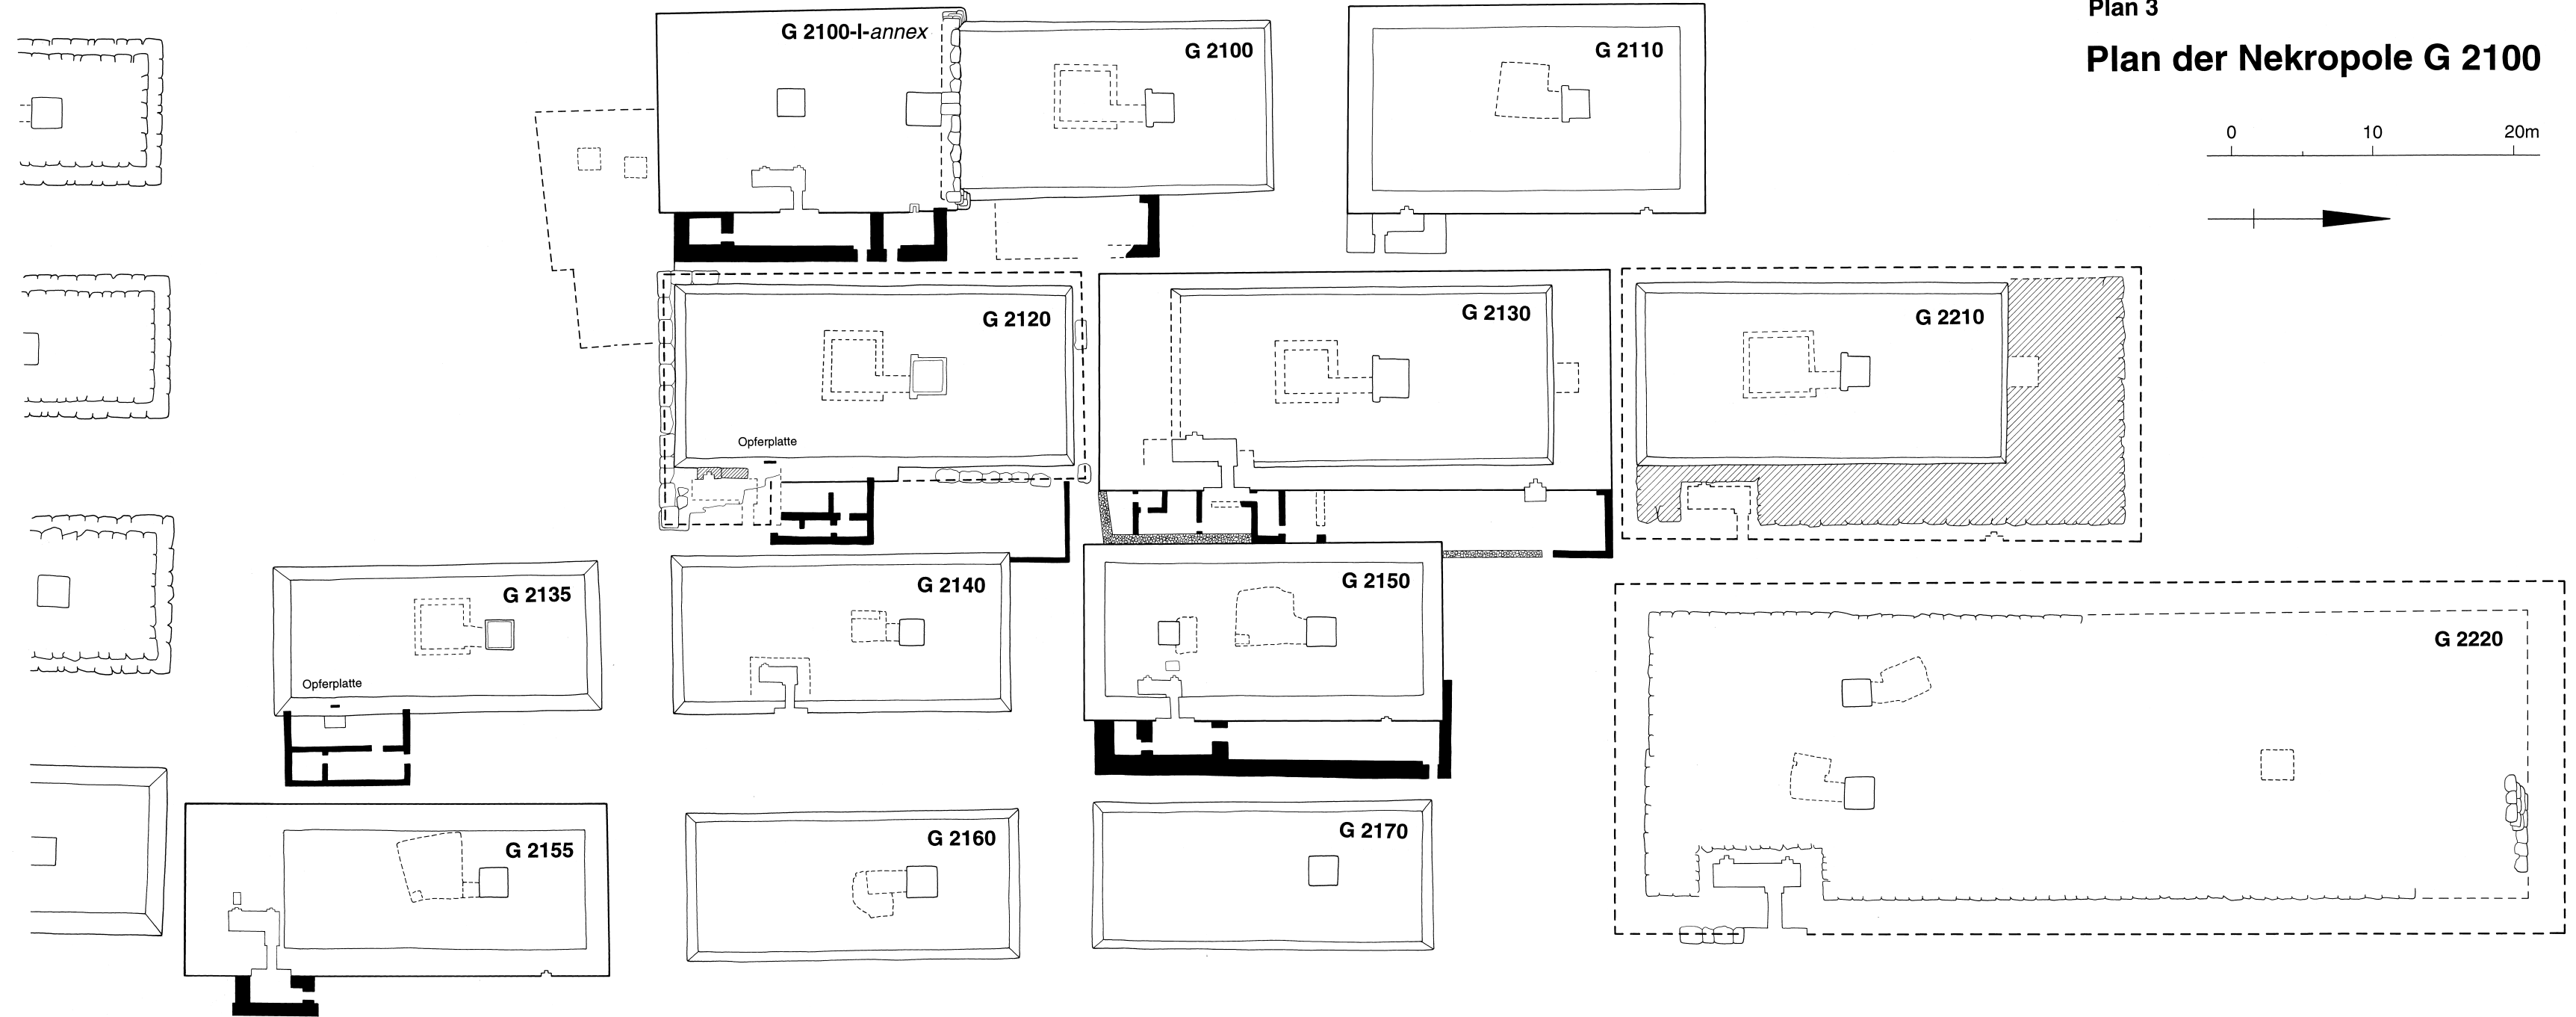 Plan 3
Plan der Nekropole G 2100
0 10 20m
G 2100-I-annex
G 2100
G 2110
G 2120
Opferplatte
G 2130
G 2210
G 2135
Opferplatte
G 2140
G 2150
G 2220
G 2155
G 2160
G 2170